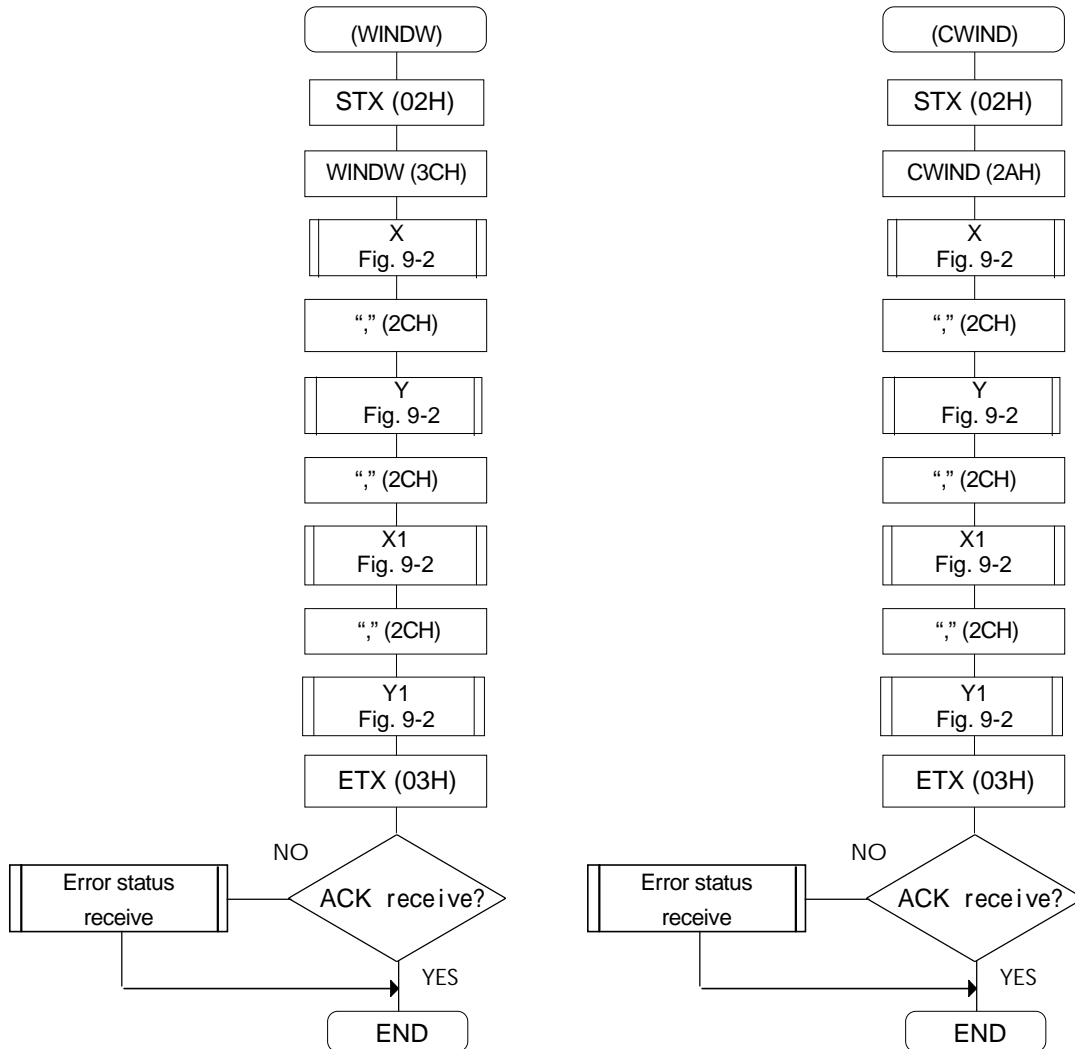 (WINDW)
STX (02H)
WINDW (3CH)
X
Fig. 9-2
“,” (2CH)
Y
Fig. 9-2
“,” (2CH)
X1
Fig. 9-2
“,” (2CH)
Y1
Fig. 9-2
ETX (03H)
NO
ACK receive?
Error status
receive
YES
END
(CWIND)
STX (02H)
CWIND (2AH)
X
Fig. 9-2
“,” (2CH)
Y
Fig. 9-2
“,” (2CH)
X1
Fig. 9-2
“,” (2CH)
Y1
Fig. 9-2
ETX (03H)
NO
ACK receive?
Error status
receive
YES
END